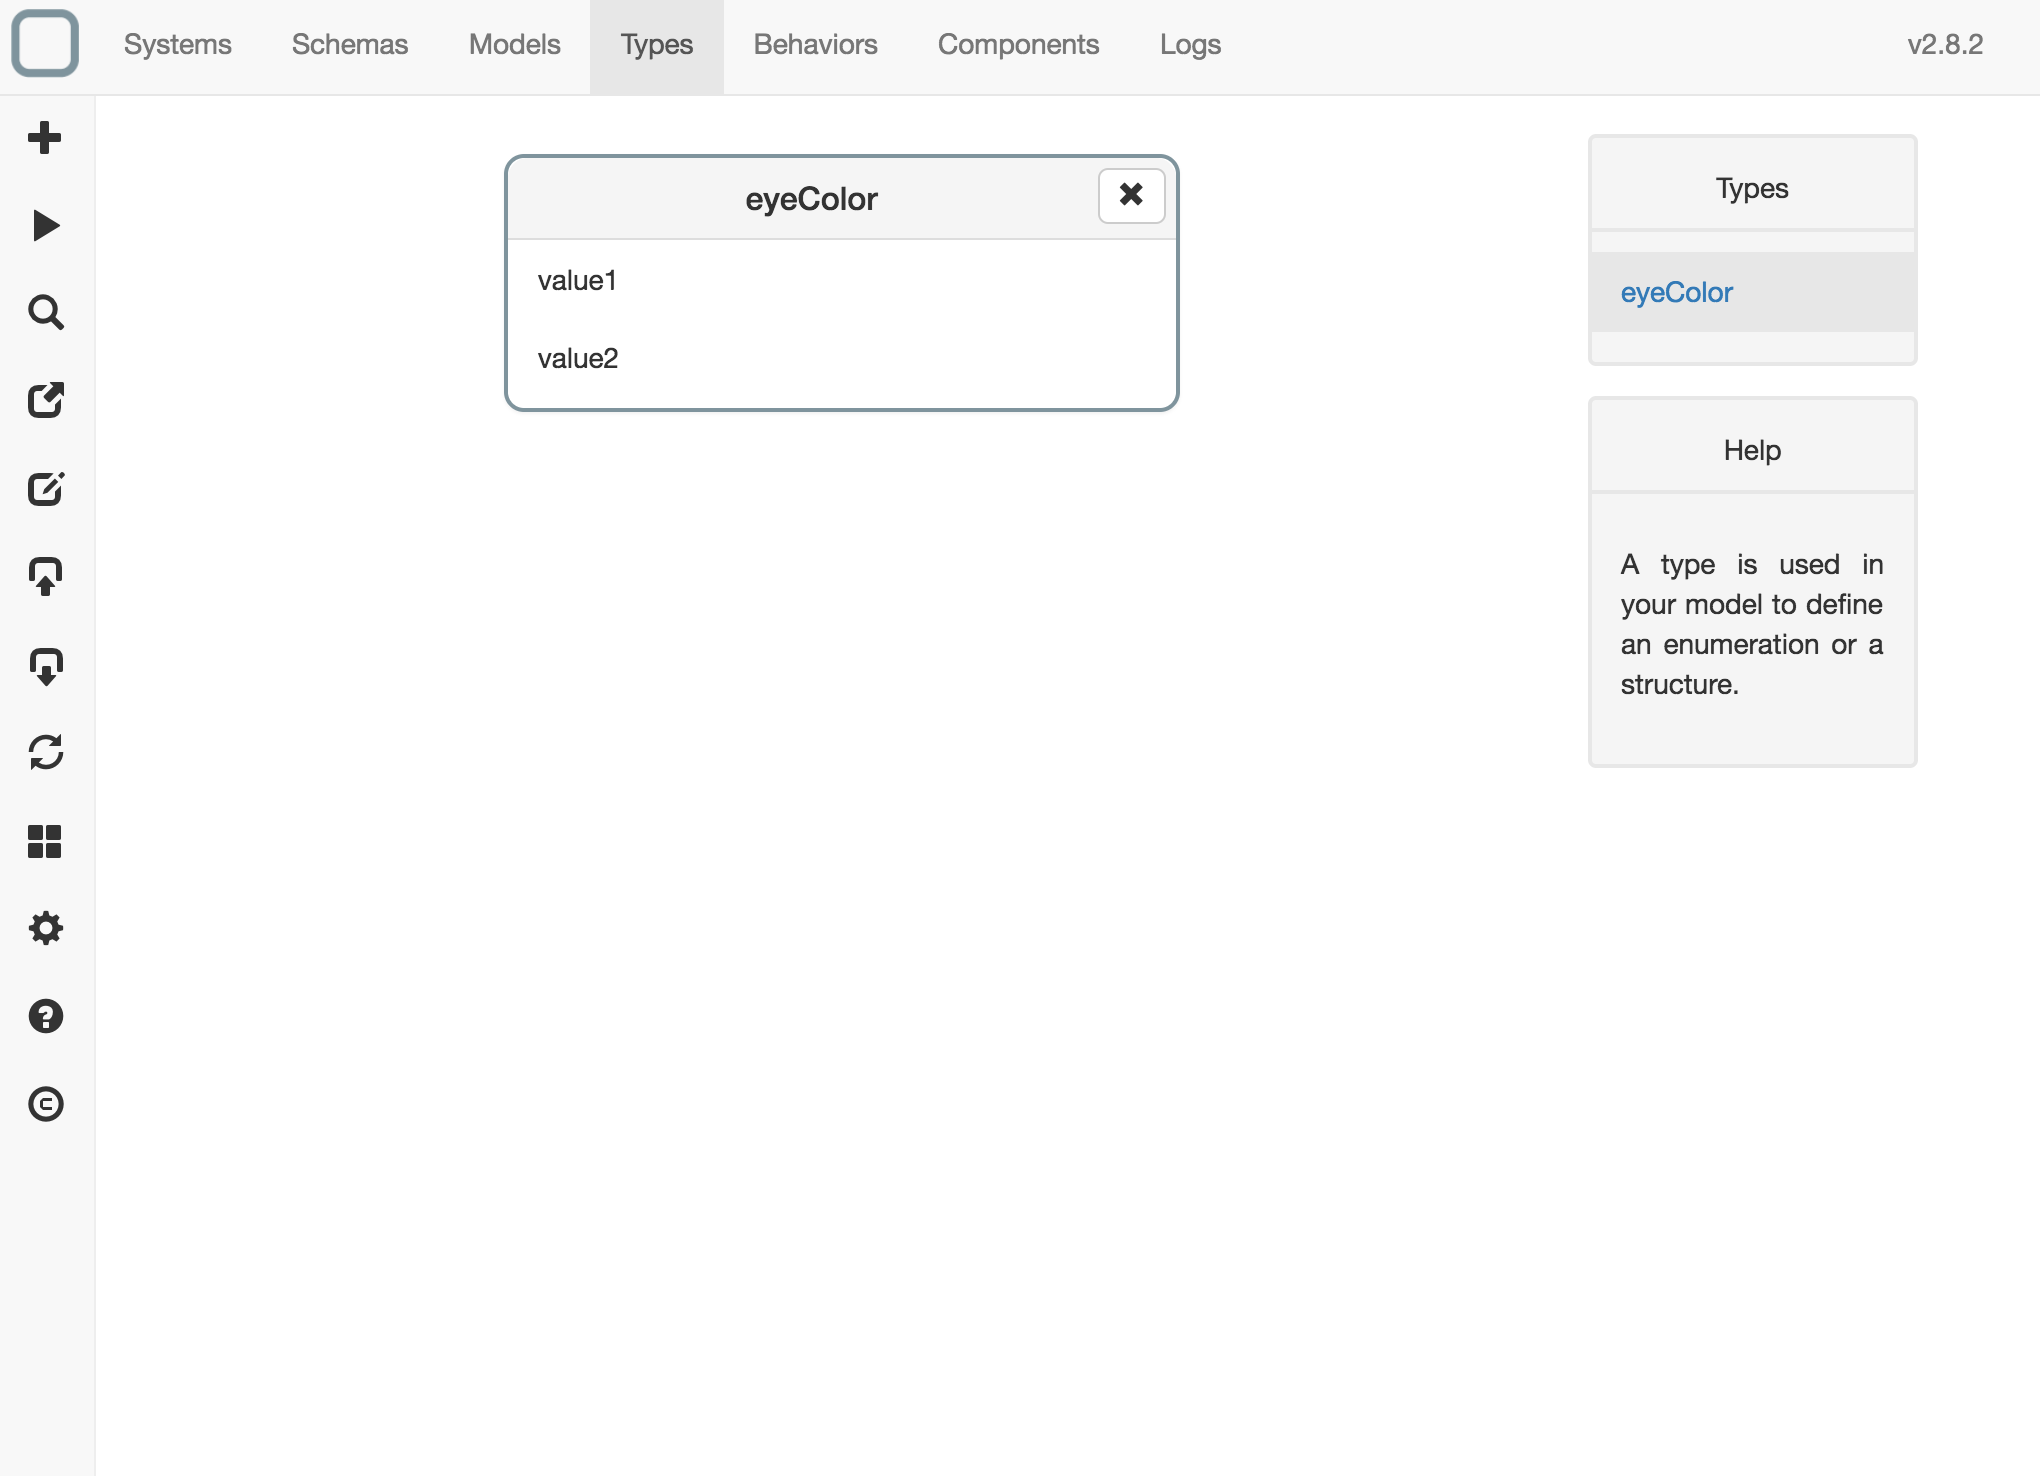 Systems Schemas Models Types Behaviors Components Logs v2.8.2
eyeColor
value1
value2
Types
eyeColor
Help
A type is used in
your model to define
an enumeration or a
structure.